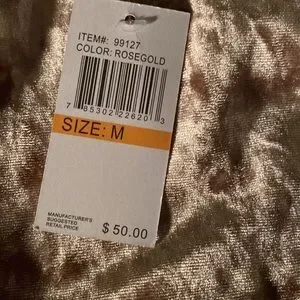 ITEM#: 99127
COLOR: ROSEGOLD
7 85302 22620 3
SIZE: M
MANUFACTURER'S
SUGGESTED
RETAIL PRICE
$ 50.00